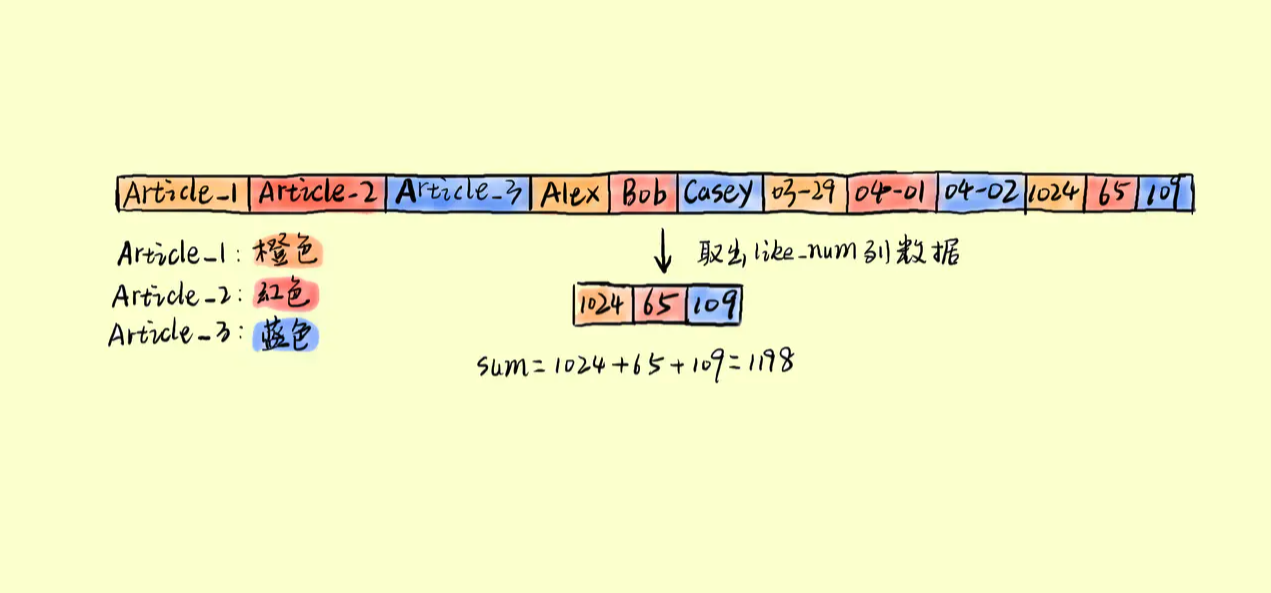 Article_1 Article_2 Article_3 Alex Bob Casey 03-29 04-01 04-02 1024 65 109
取出like_num列数据
Article_1: 橙色
Article_2: 红色
Article_3: 蓝色
1024 65 109
sum=1024+65+109=1198